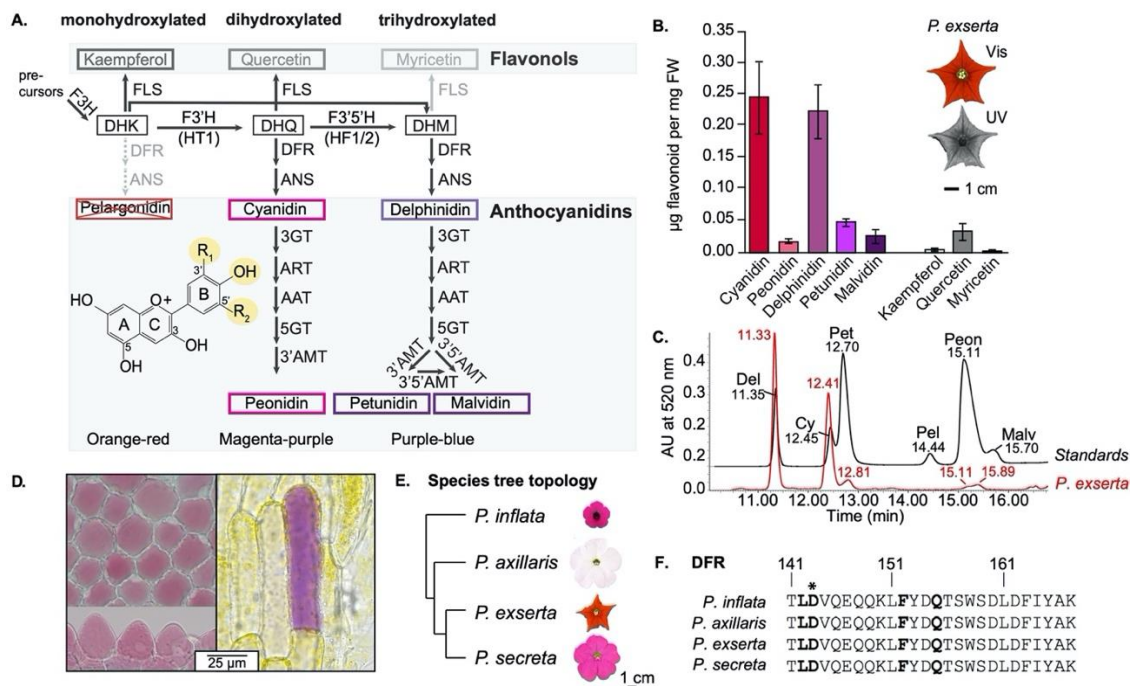 A.
monohydroxylated dihydroxylated trihydroxylated
Kaempferol Quercetin Myricetin Flavonols
pre-
cursors
F3H
FLS FLS FLS
DHK F3'H DHQ F3'5'H DHM
(HT1) (HF1/2)
DFR DFR DFR
ANS ANS ANS
Pelargonidin Cyanidin Delphinidin Anthocyanidins
3GT 3GT
ART ART
AAT AAT
5GT 5GT
3'AMT 3'AMT 3'5'AMT
3'5'AMT
R1
3' OH
B
5'
R2
HO O+
A C
3
5 OH
OH
Peonidin Petunidin Malvidin
Orange-red Magenta-purple Purple-blue
B.
P. exserta
Vis
UV
1 cm
µg flavonoid per mg FW
0.35
0.30
0.25
0.20
0.15
0.10
0.05
0.00
Cyanidin
Peonidin
Delphinidin
Petunidin
Malvidin
Kaempferol
Quercetin
Myricetin
C.
AU at 520 nm
0.4
0.2
0.4
0.2
0.0
11.33
Del
11.35
Pet
12.70
12.41
Cy
12.45
12.81
Pel
14.44
Peon
15.11
Malv
15.70
15.11 15.89
Standards
P. exserta
11.00 12.00 13.00 14.00 15.00 16.00
Time (min)
D.
25 µm
E. Species tree topology
P. inflata
P. axillaris
P. exserta
P. secreta
1 cm
F. DFR
141 151 161
*
P. inflata TLDVQEQQKLFYDQTSWSDLDFIYAK
P. axillaris TLDVQEQQKLFYDQTSWSDLDFIYAK
P. exserta TLDVQEQQKLFYDQTSWSDLDFIYAK
P. secreta TLDVQEQQKLFYDQTSWSDLDFIYAK